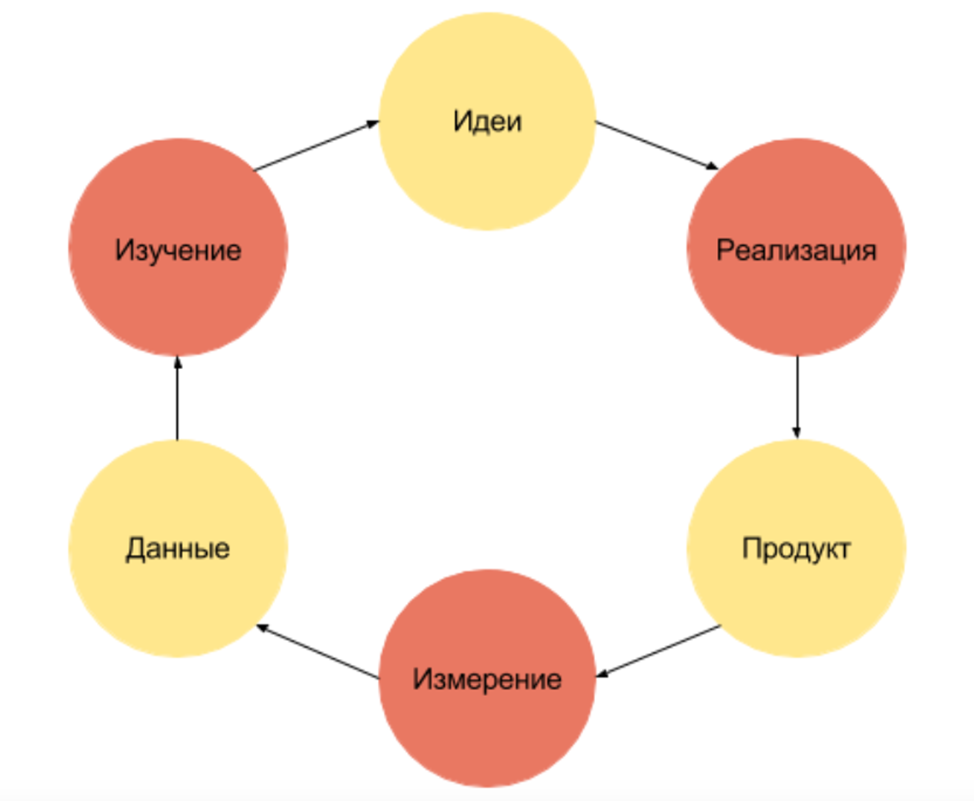 Идеи
Реализация
Продукт
Измерение
Данные
Изучение